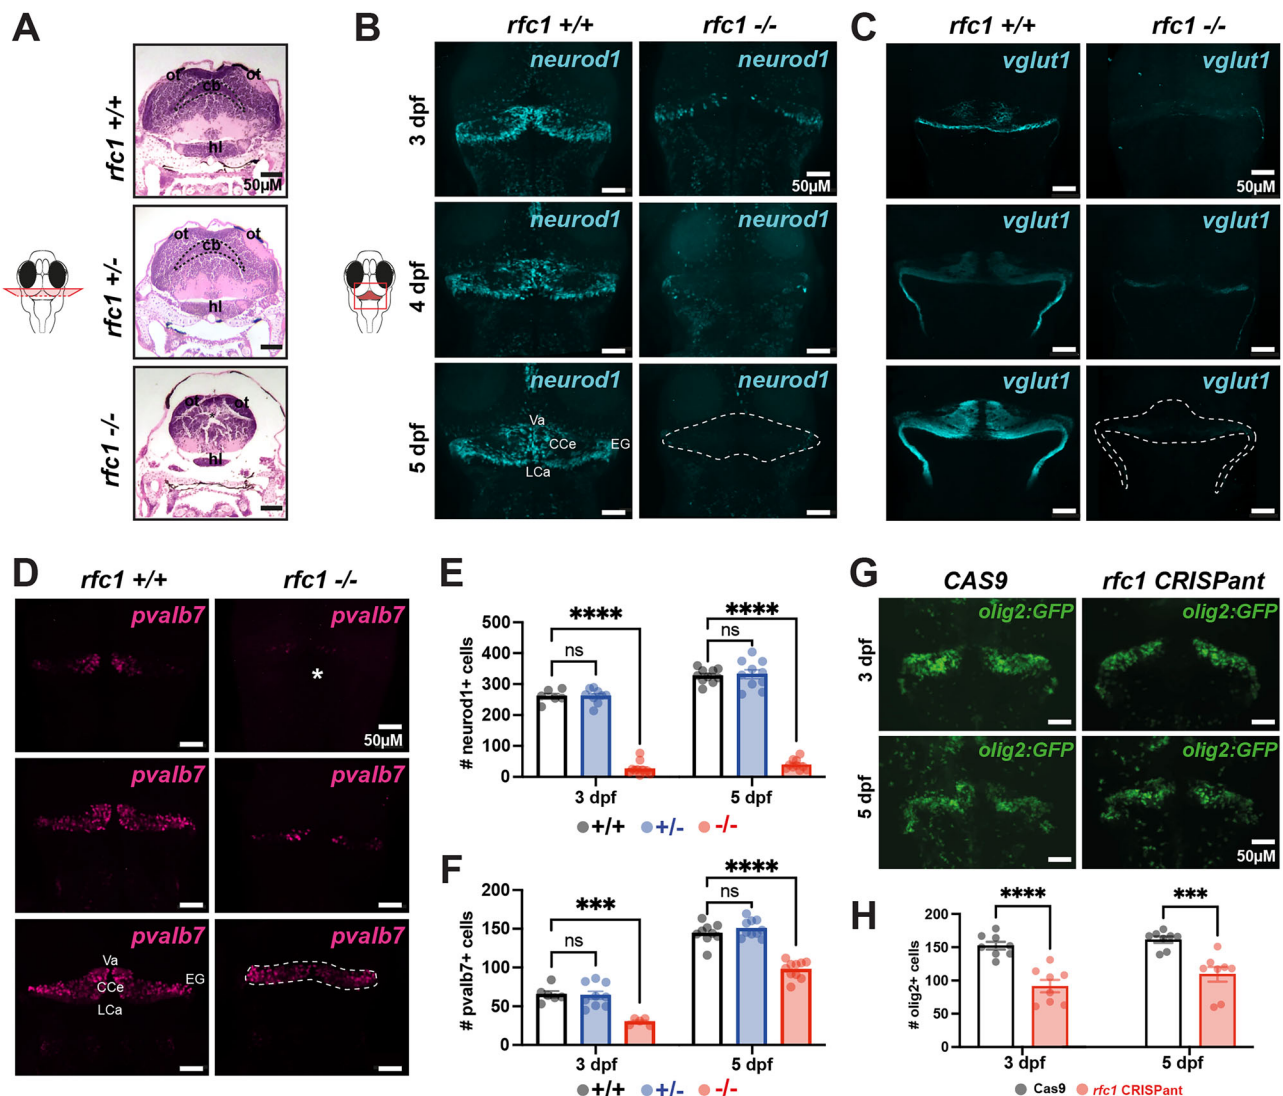 A
rfc1 +/+
ot
ot
cb
hl
50µM
rfc1 +/-
ot
ot
cb
hl
rfc1 -/-
ot
ot
*
hl
B
rfc1 +/+
rfc1 -/-
3 dpf
neurod1
neurod1
50µM
4 dpf
neurod1
neurod1
5 dpf
neurod1
neurod1
Va
CCe
EG
LCa
C
rfc1 +/+
rfc1 -/-
vglut1
vglut1
50µM
vglut1
vglut1
vglut1
vglut1
D
rfc1 +/+
rfc1 -/-
pvalb7
pvalb7
*
50µM
pvalb7
pvalb7
pvalb7
pvalb7
Va
CCe
EG
LCa
E
# neurod1+ cells
500
400
300
200
100
0
****
ns
****
ns
3 dpf
5 dpf
+/+
+/-
-/-
F
# pvalb7+ cells
200
150
100
50
0
***
ns
****
ns
3 dpf
5 dpf
+/+
+/-
-/-
G
CAS9
rfc1 CRISPant
3 dpf
olig2:GFP
olig2:GFP
5 dpf
olig2:GFP
olig2:GFP
50µM
H
# olig2+ cells
200
150
100
50
0
****
***
3 dpf
5 dpf
Cas9
rfc1 CRISPant